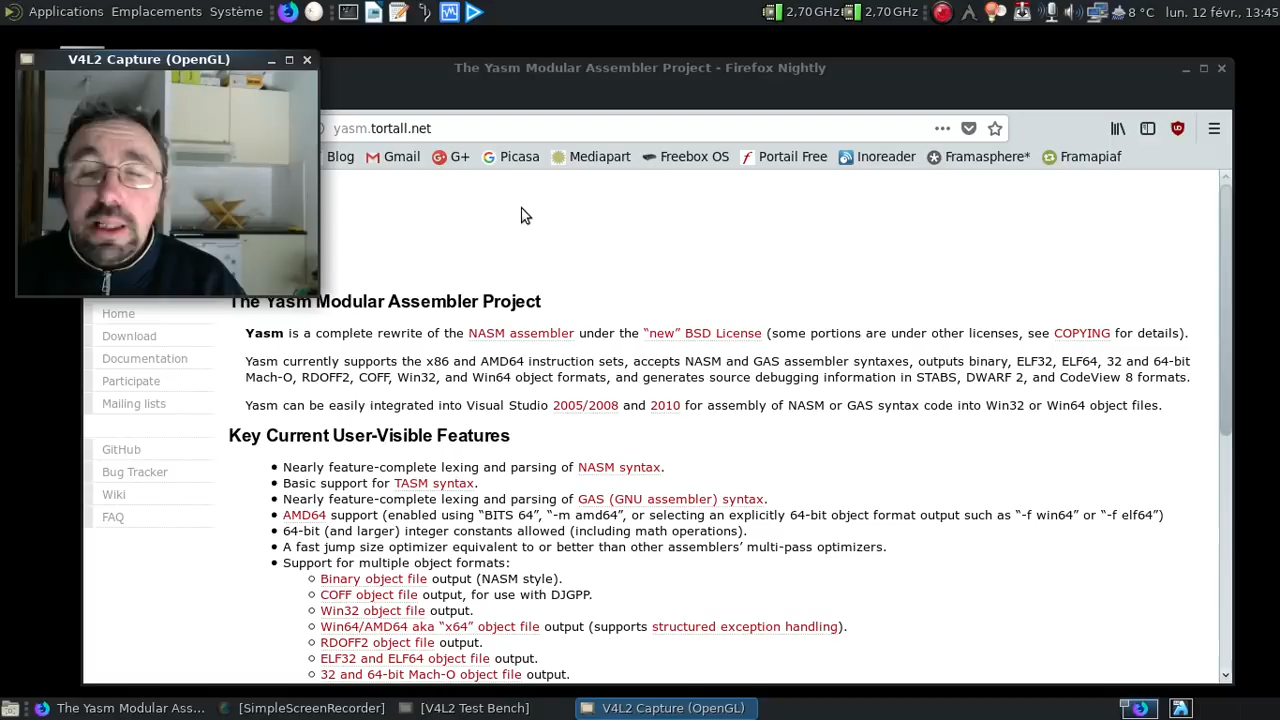 Applications Emplacements Système 2,70 GHz 2,70 GHz 8 °C lun. 12 févr., 13:45
V4L2 Capture (OpenGL)
The Yasm Modular Assembler Project - Firefox Nightly
yasm.tortall.net
Blog Gmail G+ Picasa Mediapart Freebox OS Portail Free Inoreader Framasphere* Framapiaf
The Yasm Modular Assembler Project
Home
Download
Documentation
Participate
Mailing lists
GitHub
Bug Tracker
Wiki
FAQ
Yasm is a complete rewrite of the NASM assembler under the “new” BSD License (some portions are under other licenses, see COPYING for details).
Yasm currently supports the x86 and AMD64 instruction sets, accepts NASM and GAS assembler syntaxes, outputs binary, ELF32, ELF64, 32 and 64-bit
Mach-O, RDOFF2, COFF, Win32, and Win64 object formats, and generates source debugging information in STABS, DWARF 2, and CodeView 8 formats.
Yasm can be easily integrated into Visual Studio 2005/2008 and 2010 for assembly of NASM or GAS syntax code into Win32 or Win64 object files.
Key Current User-Visible Features
Nearly feature-complete lexing and parsing of NASM syntax.
Basic support for TASM syntax.
Nearly feature-complete lexing and parsing of GAS (GNU assembler) syntax.
AMD64 support (enabled using “BITS 64”, “-m amd64”, or selecting an explicitly 64-bit object format output such as “-f win64” or “-f elf64”)
64-bit (and larger) integer constants allowed (including math operations).
A fast jump size optimizer equivalent to or better than other assemblers’ multi-pass optimizers.
Support for multiple object formats:
Binary object file output (NASM style).
COFF object file output, for use with DJGPP.
Win32 object file output.
Win64/AMD64 aka “x64” object file output (supports structured exception handling).
RDOFF2 object file output.
ELF32 and ELF64 object file output.
32 and 64-bit Mach-O object file output.
The Yasm Modular Ass... [SimpleScreenRecorder] [V4L2 Test Bench] V4L2 Capture (OpenGL)